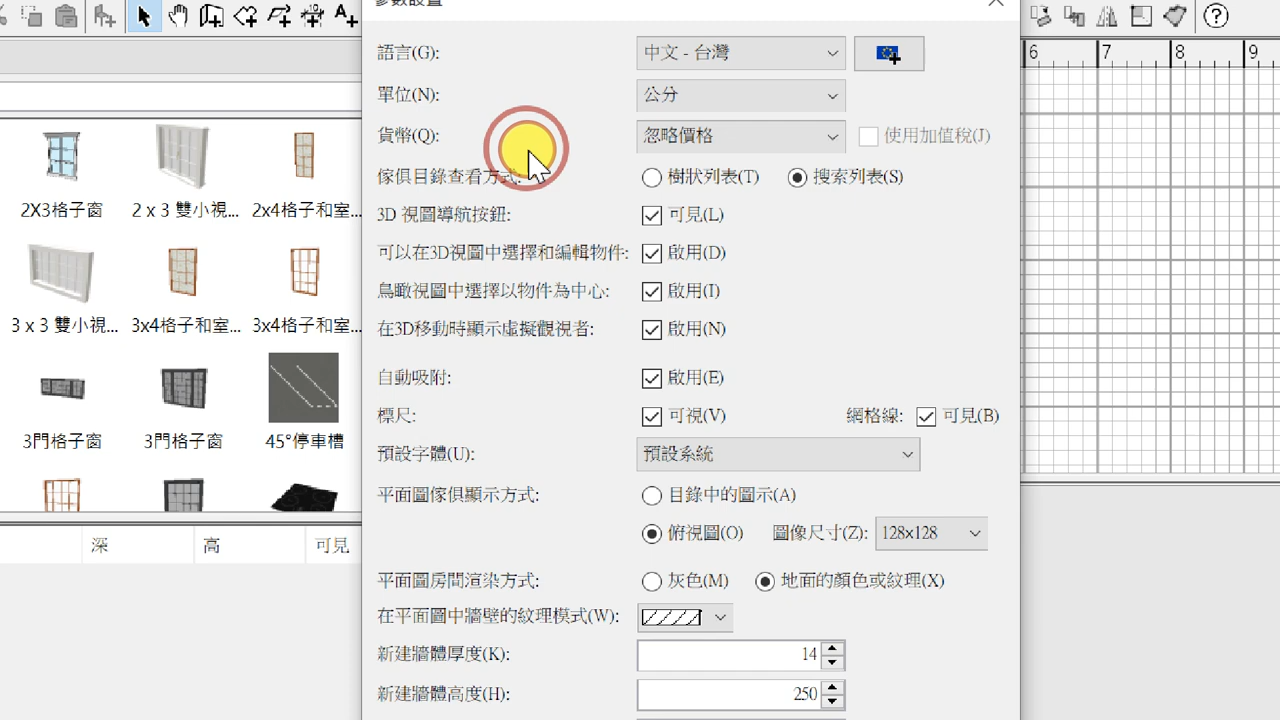 參數設置
6 7 8 9
語言(G): 中文 - 台灣
單位(N): 公分
貨幣(Q): 忽略價格 使用加值稅(J)
傢俱目錄查看方式: 樹狀列表(T) 搜索列表(S)
3D 視圖導航按鈕: 可見(L)
可以在3D視圖中選擇和編輯物件: 啟用(D)
鳥瞰視圖中選擇以物件為中心: 啟用(I)
在3D移動時顯示虛擬觀視者: 啟用(N)
自動吸附: 啟用(E)
標尺: 可視(V) 網格線: 可見(B)
預設字體(U): 預設系統
平面圖傢俱顯示方式: 目錄中的圖示(A)
俯視圖(O) 圖像尺寸(Z): 128x128
平面圖房間渲染方式: 灰色(M) 地面的顏色或紋理(X)
在平面圖中牆壁的紋理模式(W):
新建牆體厚度(K): 14
新建牆體高度(H): 250
2X3格子窗 2 x 3 雙小視... 2x4格子和室...
3 x 3 雙小視... 3x4格子和室... 3x4格子和室...
3門格子窗 3門格子窗 45°停車槽
深 高 可見